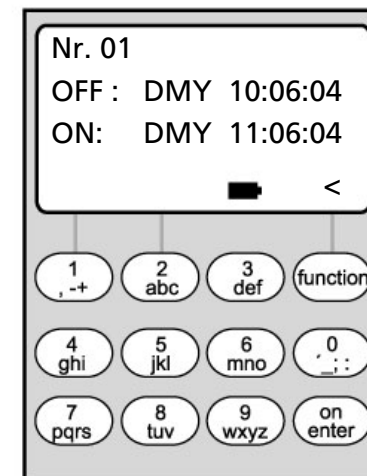 Nr. 01
OFF : DMY 10:06:04
ON: DMY 11:06:04
<
1 2 3 function
, -+ abc def
4 5 6 0
ghi jkl mno ´_; :
7 8 9 on
pqrs tuv wxyz enter